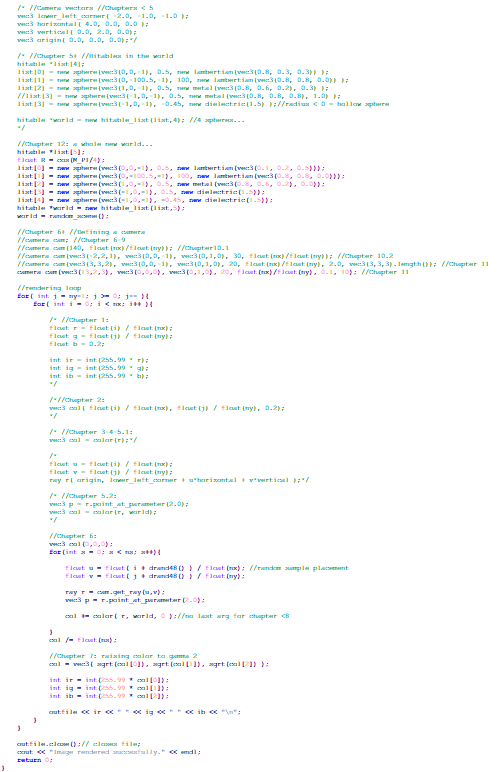 /* //Camera vectors //Chapters < 5
vec3 lower_left_corner( -2.0, -1.0, -1.0 );
vec3 horizontal( 4.0, 0.0, 0.0 );
vec3 vertical( 0.0, 2.0, 0.0);
vec3 origin( 0.0, 0.0, 0.0);*/

/* //Chapter 5+ //Hitables in the world
hitable *list[4];
list[0] = new sphere(vec3(0,0,-1), 0.5, new lambertian(vec3(0.8, 0.3, 0.3)) );
list[1] = new sphere(vec3(0,-100.5,-1), 100, new lambertian(vec3(0.8, 0.8, 0.0)) );
list[2] = new sphere(vec3(1,0,-1), 0.5, new metal(vec3(0.8, 0.6, 0.2), 0.3) );
//list[3] = new sphere(vec3(-1,0,-1), 0.5, new metal(vec3(0.8, 0.8, 0.8), 1.0) );
list[3] = new sphere(vec3(-1,0,-1), -0.45, new dielectric(1.5) );//radius < 0 = hollow sphere

hitable *world = new hitable_list(list,4); //4 spheres...
*/

//Chapter 12: a whole new world...
hitable *list[5];
float R = cos(M_PI/4);
list[0] = new sphere(vec3(0,0,-1), 0.5, new lambertian(vec3(0.1, 0.2, 0.5)));
list[1] = new sphere(vec3(0,-100.5,-1), 100, new lambertian(vec3(0.8, 0.8, 0.0)));
list[2] = new sphere(vec3(1,0,-1), 0.5, new metal(vec3(0.8, 0.6, 0.2), 0.0));
list[3] = new sphere(vec3(-1,0,-1), 0.5, new dielectric(1.5));
list[4] = new sphere(vec3(-1,0,-1), -0.45, new dielectric(1.5));
hitable *world = new hitable_list(list,5);
world = random_scene();

//Chapter 6+ //Defining a camera
//camera cam; //Chapter 6-9
//camera cam(140, float(nx)/float(ny)); //Chapter10.1
//camera cam(vec3(-2,2,1), vec3(0,0,-1), vec3(0,1,0), 30, float(nx)/float(ny)); //Chapter 10.2
//camera cam(vec3(3,3,2), vec3(0,0,-1), vec3(0,1,0), 20, float(nx)/float(ny), 2.0, vec3(3,3,3).length()); //Chapter 11
camera cam(vec3(13,2,3), vec3(0,0,0), vec3(0,1,0), 20, float(nx)/float(ny), 0.1, 10); //Chapter 11

//rendering loop
for( int j = ny-1; j >= 0; j-- ){
for( int i = 0; i < nx; i++ ){

/* //Chapter 1:
float r = float(i) / float(nx);
float g = float(j) / float(ny);
float b = 0.2;

int ir = int(255.99 * r);
int ig = int(255.99 * g);
int ib = int(255.99 * b);
*/

/*//Chapter 2:
vec3 col( float(i) / float(nx), float(j) / float(ny), 0.2);
*/

/* //Chapter 3-4-5.1:
vec3 col = color(r);*/

/*
float u = float(i) / float(nx);
float v = float(j) / float(ny);
ray r( origin, lower_left_corner + u*horizontal + v*vertical );*/

/* //Chapter 5.2:
vec3 p = r.point_at_parameter(2.0);
vec3 col = color(r, world);
*/

//Chapter 6:
vec3 col(0,0,0);
for(int s = 0; s < ns; s++){

float u = float( i + drand48() ) / float(nx); //random sample placement
float v = float( j + drand48() ) / float(ny);

ray r = cam.get_ray(u,v);
vec3 p = r.point_at_parameter(2.0);

col += color( r, world, 0 );//no last arg for chapter <8

}
col /= float(ns);

//Chapter 7: raising color to gamma 2
col = vec3( sqrt(col[0]), sqrt(col[1]), sqrt(col[2]) );

int ir = int(255.99 * col[0]);
int ig = int(255.99 * col[1]);
int ib = int(255.99 * col[2]);

outfile << ir << " " << ig << " " << ib << "\n";
}
}

outfile.close();// closes file;
cout << "Image rendered succesfully." << endl;
return 0;
}